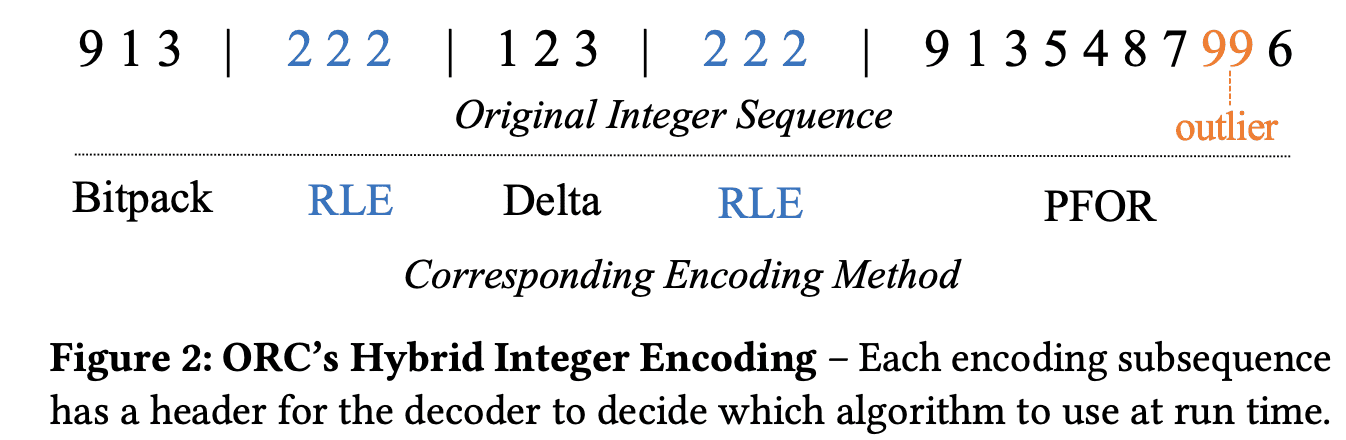 9 1 3 | 2 2 2 | 1 2 3 | 2 2 2 | 9 1 3 5 4 8 7 99 6
Original Integer Sequence
outlier
Bitpack RLE Delta RLE PFOR
Corresponding Encoding Method
Figure 2: ORC’s Hybrid Integer Encoding – Each encoding subsequence
has a header for the decoder to decide which algorithm to use at run time.